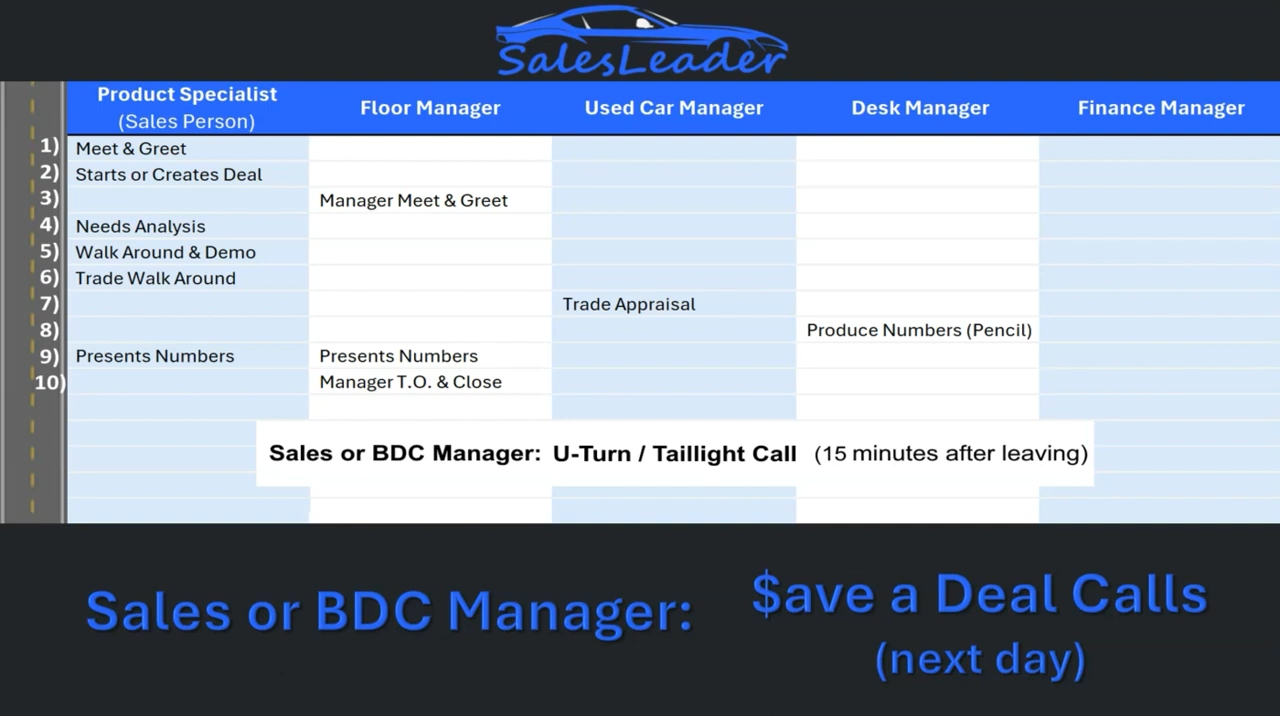 SalesLeader
Product Specialist
(Sales Person)
Floor Manager
Used Car Manager
Desk Manager
Finance Manager
1) Meet & Greet
2) Starts or Creates Deal
3) Manager Meet & Greet
4) Needs Analysis
5) Walk Around & Demo
6) Trade Walk Around
7) Trade Appraisal
8) Produce Numbers (Pencil)
9) Presents Numbers Presents Numbers
10) Manager T.O. & Close
Sales or BDC Manager: U-Turn / Taillight Call (15 minutes after leaving)
Sales or BDC Manager: $ave a Deal Calls
(next day)